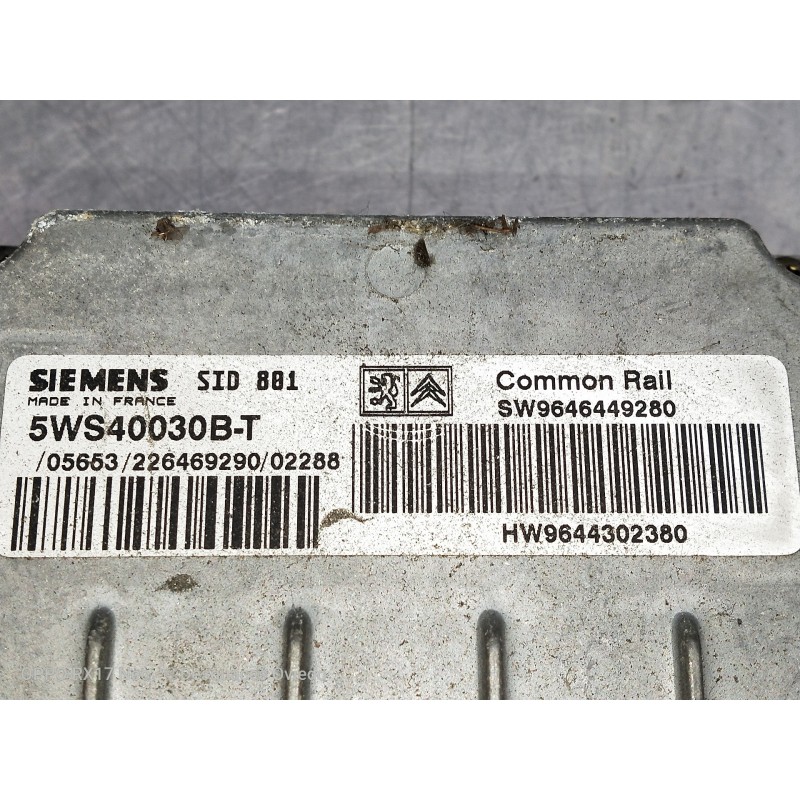 SIEMENS SID 801
MADE IN FRANCE
5WS40030B-T
/05653/226469290/02288
Common Rail
SW9646449280
HW9644302380